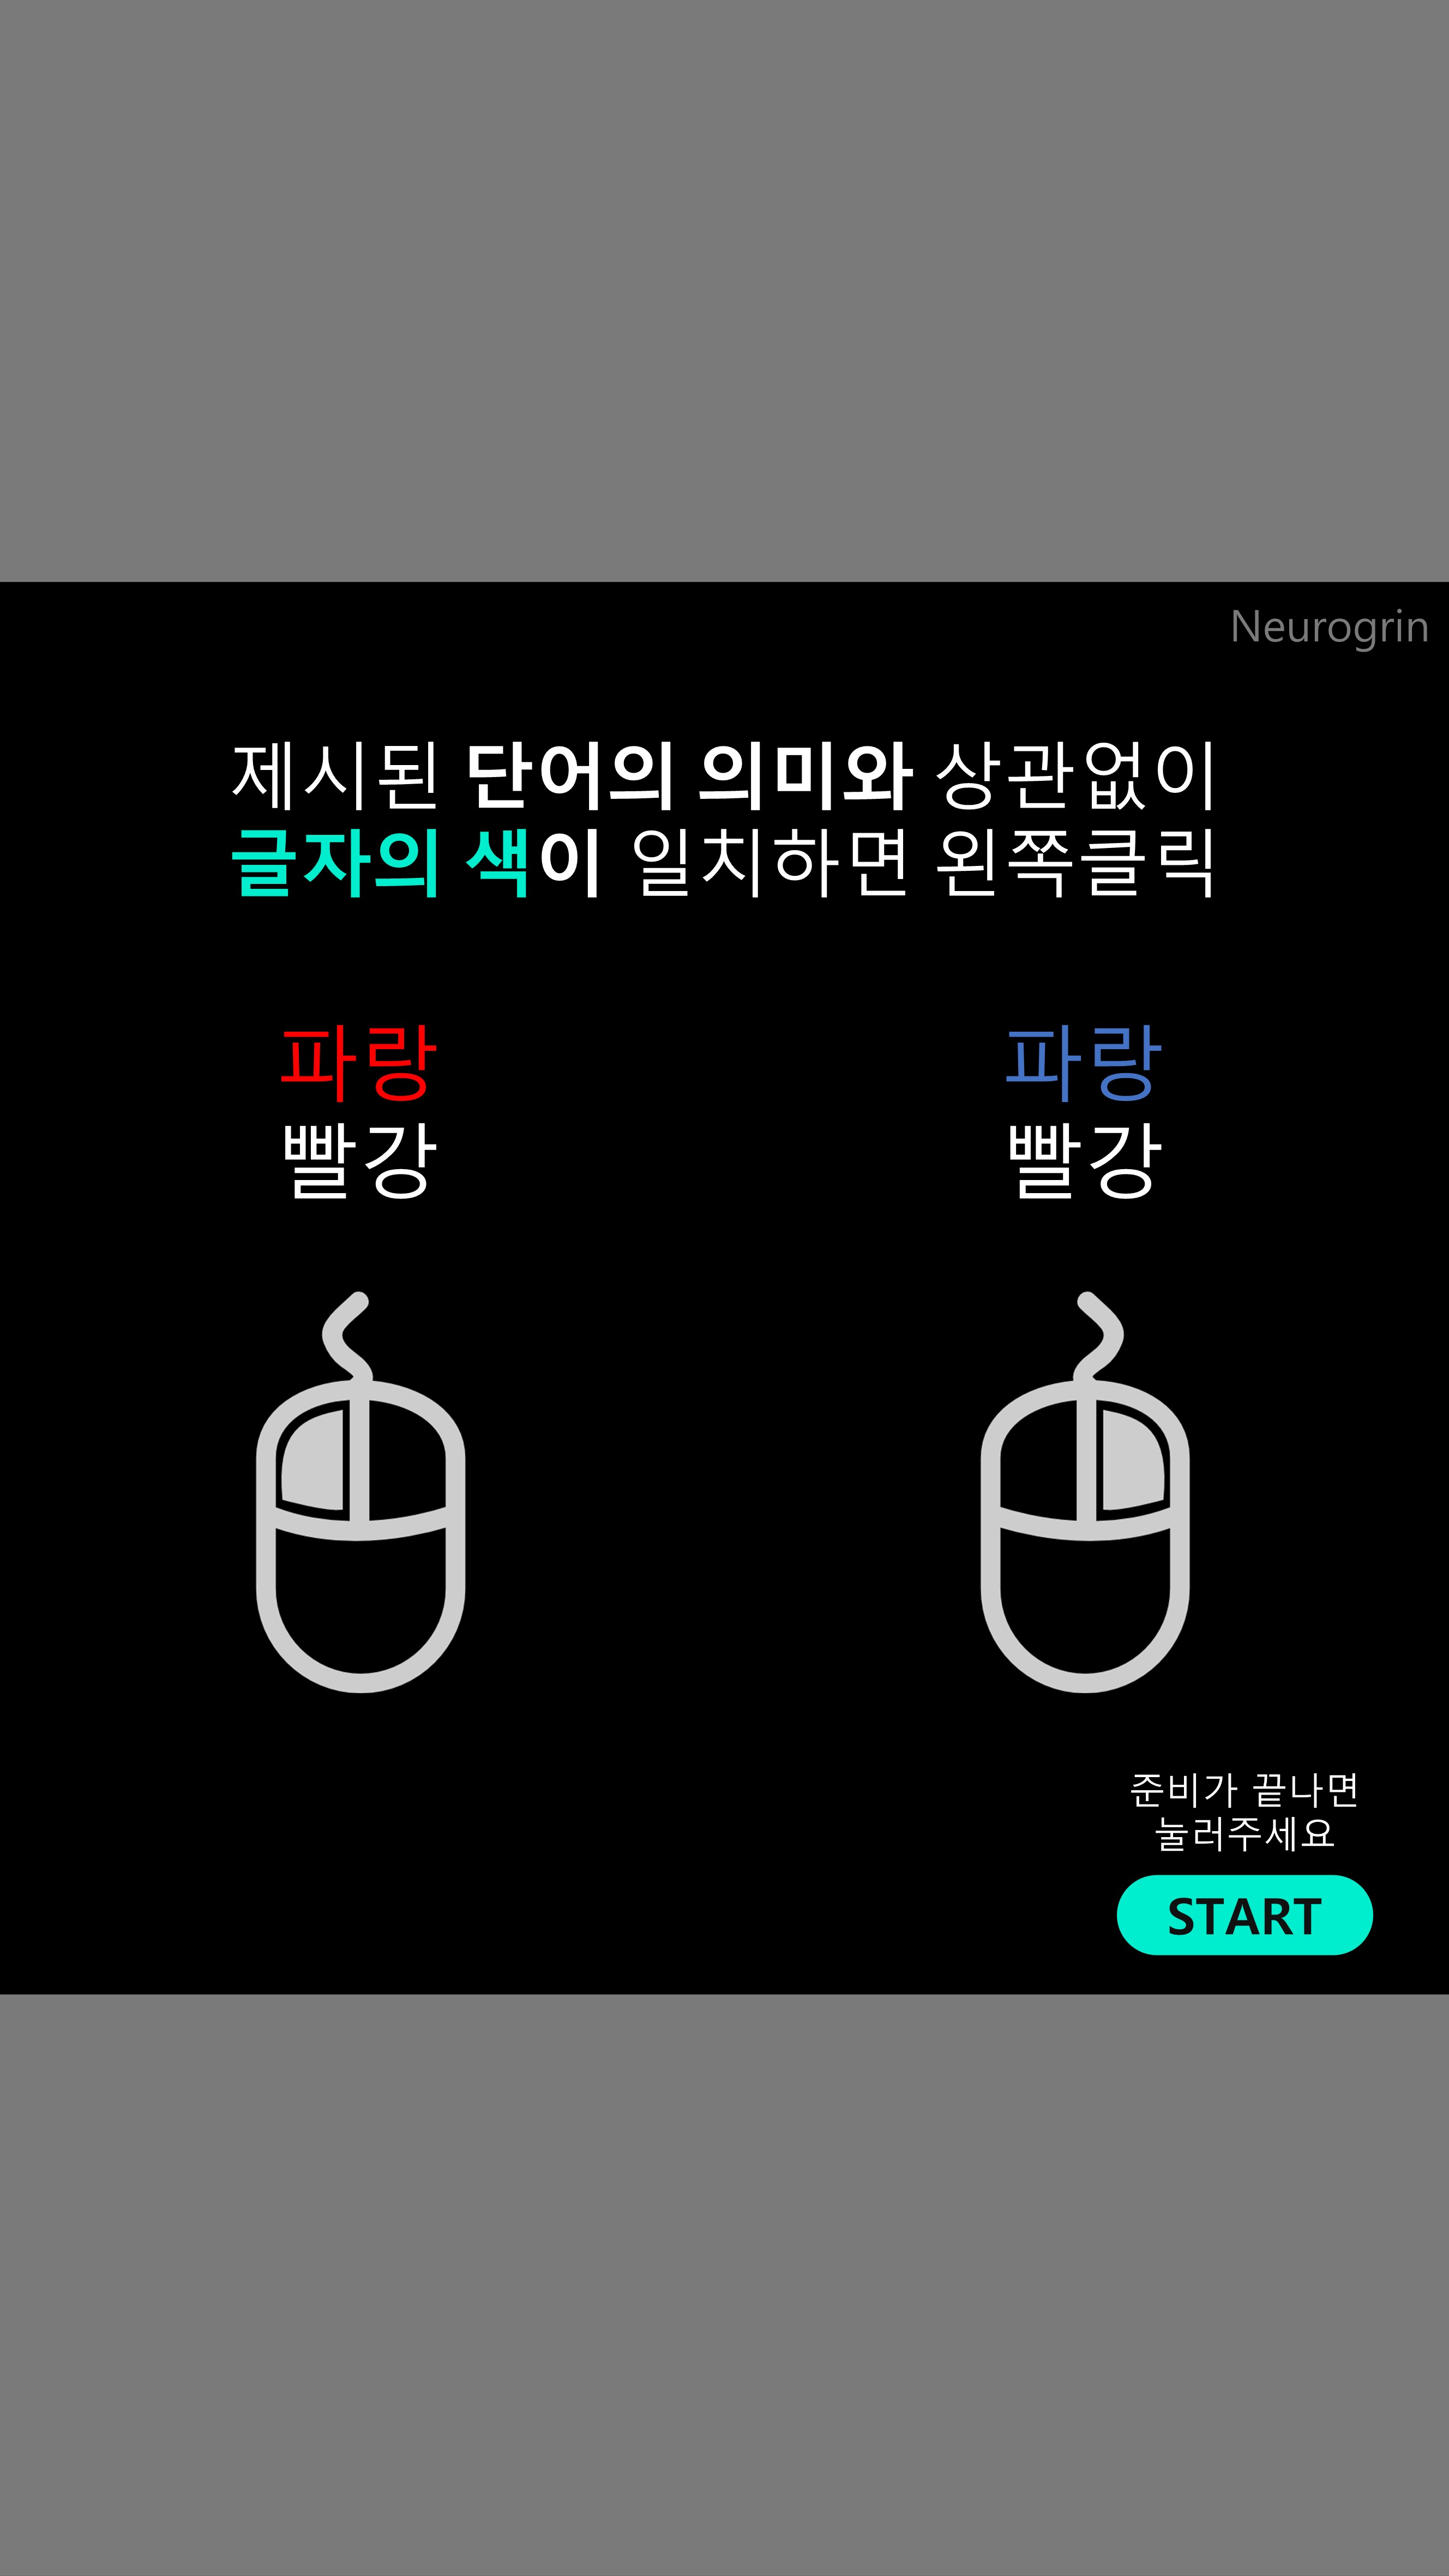 Neurogrin
제시된 단어의 의미와 상관없이
글자의 색이 일치하면 왼쪽클릭
파랑
빨강
파랑
빨강
준비가 끝나면
눌러주세요
START